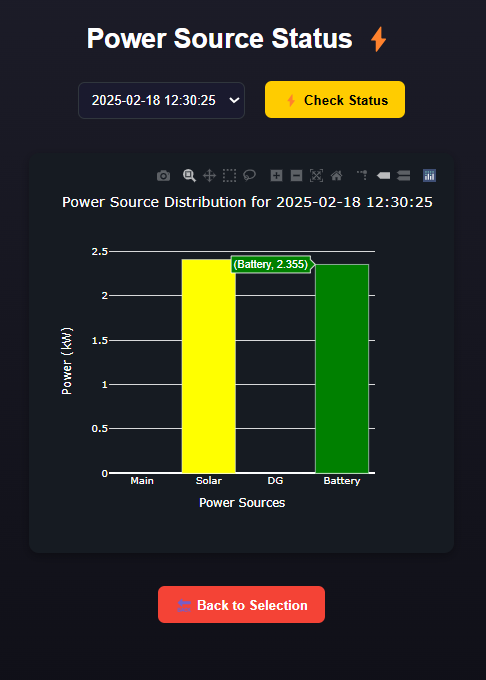 Power Source Status ⚡
2025-02-18 12:30:25
⚡ Check Status
Power Source Distribution for 2025-02-18 12:30:25
2.5
(Battery, 2.355)
2
1.5
Power (kW)
1
0.5
0
Main Solar DG Battery
Power Sources
Back to Selection